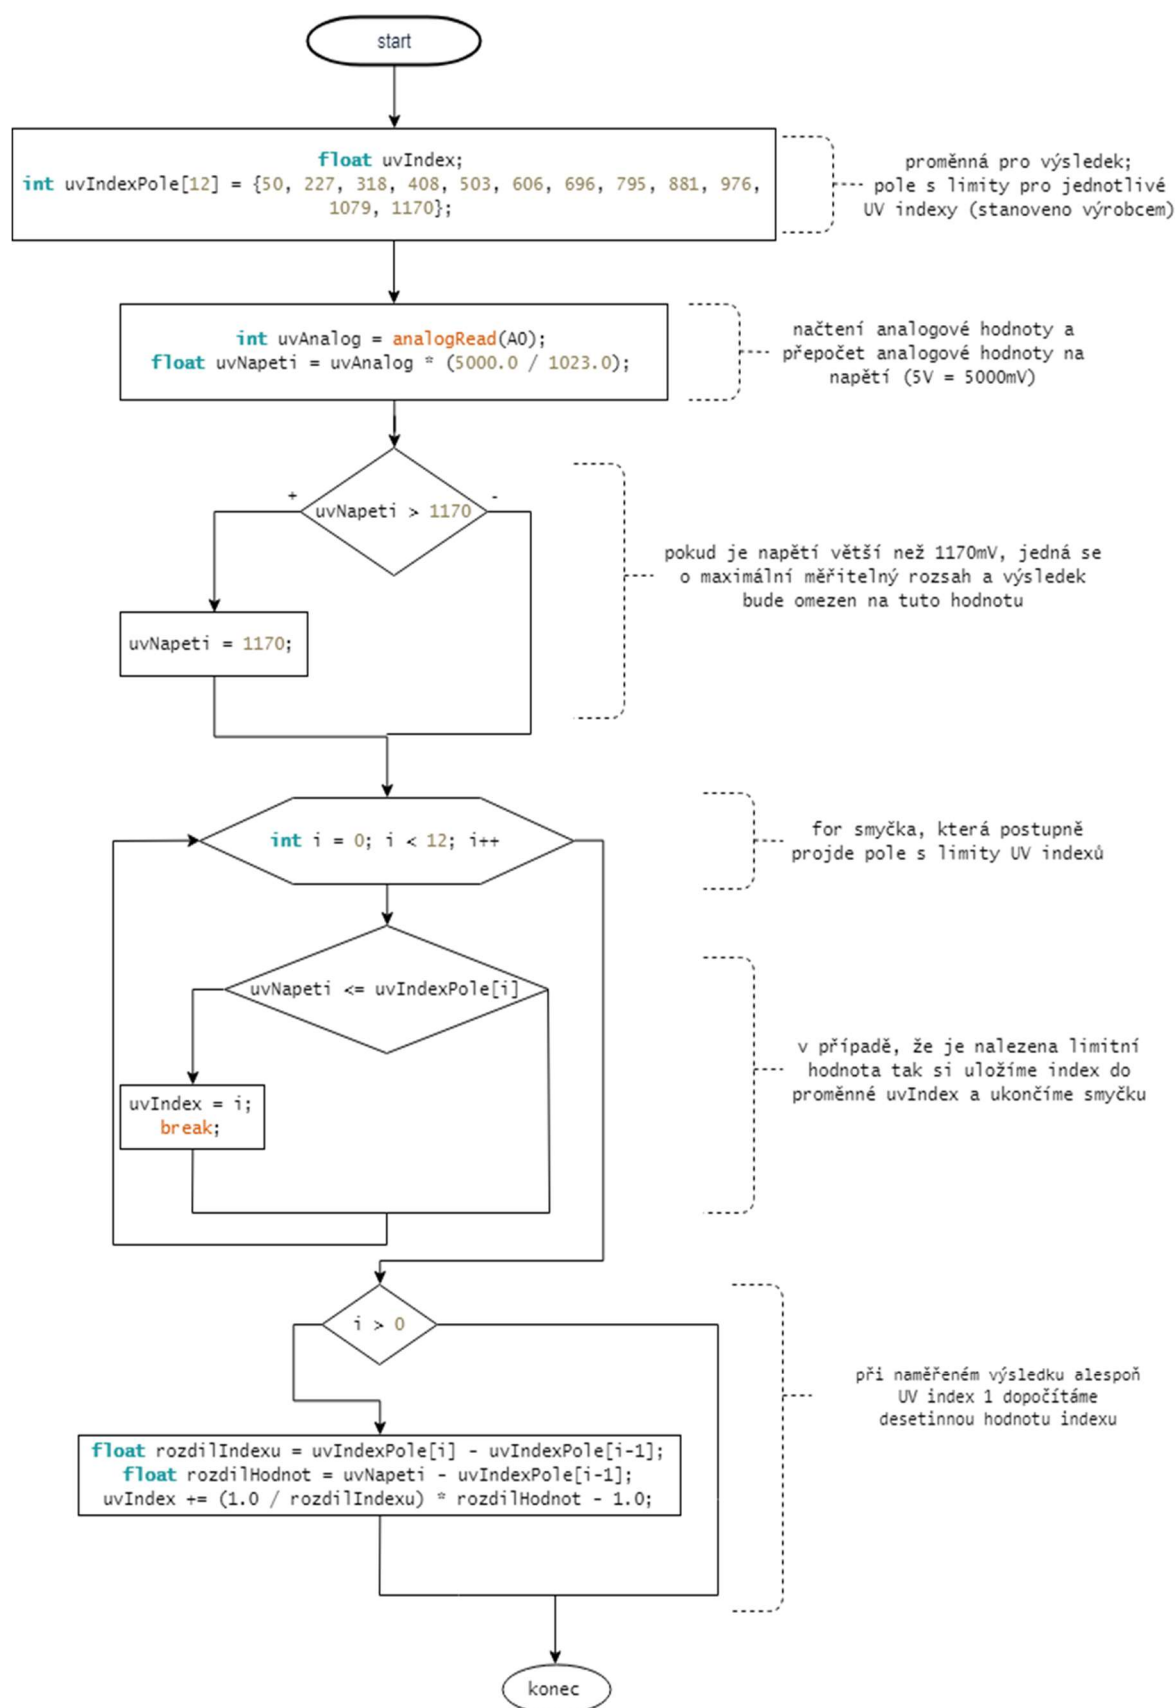 start
float uvIndex;
int uvIndexPole[12] = {50, 227, 318, 408, 503, 606, 696, 795, 881, 976,
1079, 1170};
proměnná pro výsledek;
pole s limity pro jednotlivé
UV indexy (stanoveno výrobcem)
int uvAnalog = analogRead(A0);
float uvNapeti = uvAnalog * (5000.0 / 1023.0);
načtení analogové hodnoty a
přepočet analogové hodnoty na
napětí (5V = 5000mV)
+
-
uvNapeti > 1170
uvNapeti = 1170;
pokud je napětí větší než 1170mV, jedná se
o maximální měřitelný rozsah a výsledek
bude omezen na tuto hodnotu
int i = 0; i < 12; i++
for smyčka, která postupně
projde pole s limity UV indexů
uvNapeti <= uvIndexPole[i]
uvIndex = i;
break;
v případě, že je nalezena limitní
hodnota tak si uložíme index do
proměnné uvIndex a ukončíme smyčku
i > 0
float rozdilIndexu = uvIndexPole[i] - uvIndexPole[i-1];
float rozdilHodnot = uvNapeti - uvIndexPole[i-1];
uvIndex += (1.0 / rozdilIndexu) * rozdilHodnot - 1.0;
při naměřeném výsledku alespoň
UV index 1 dopočítáme
desetinnou hodnotu indexu
konec